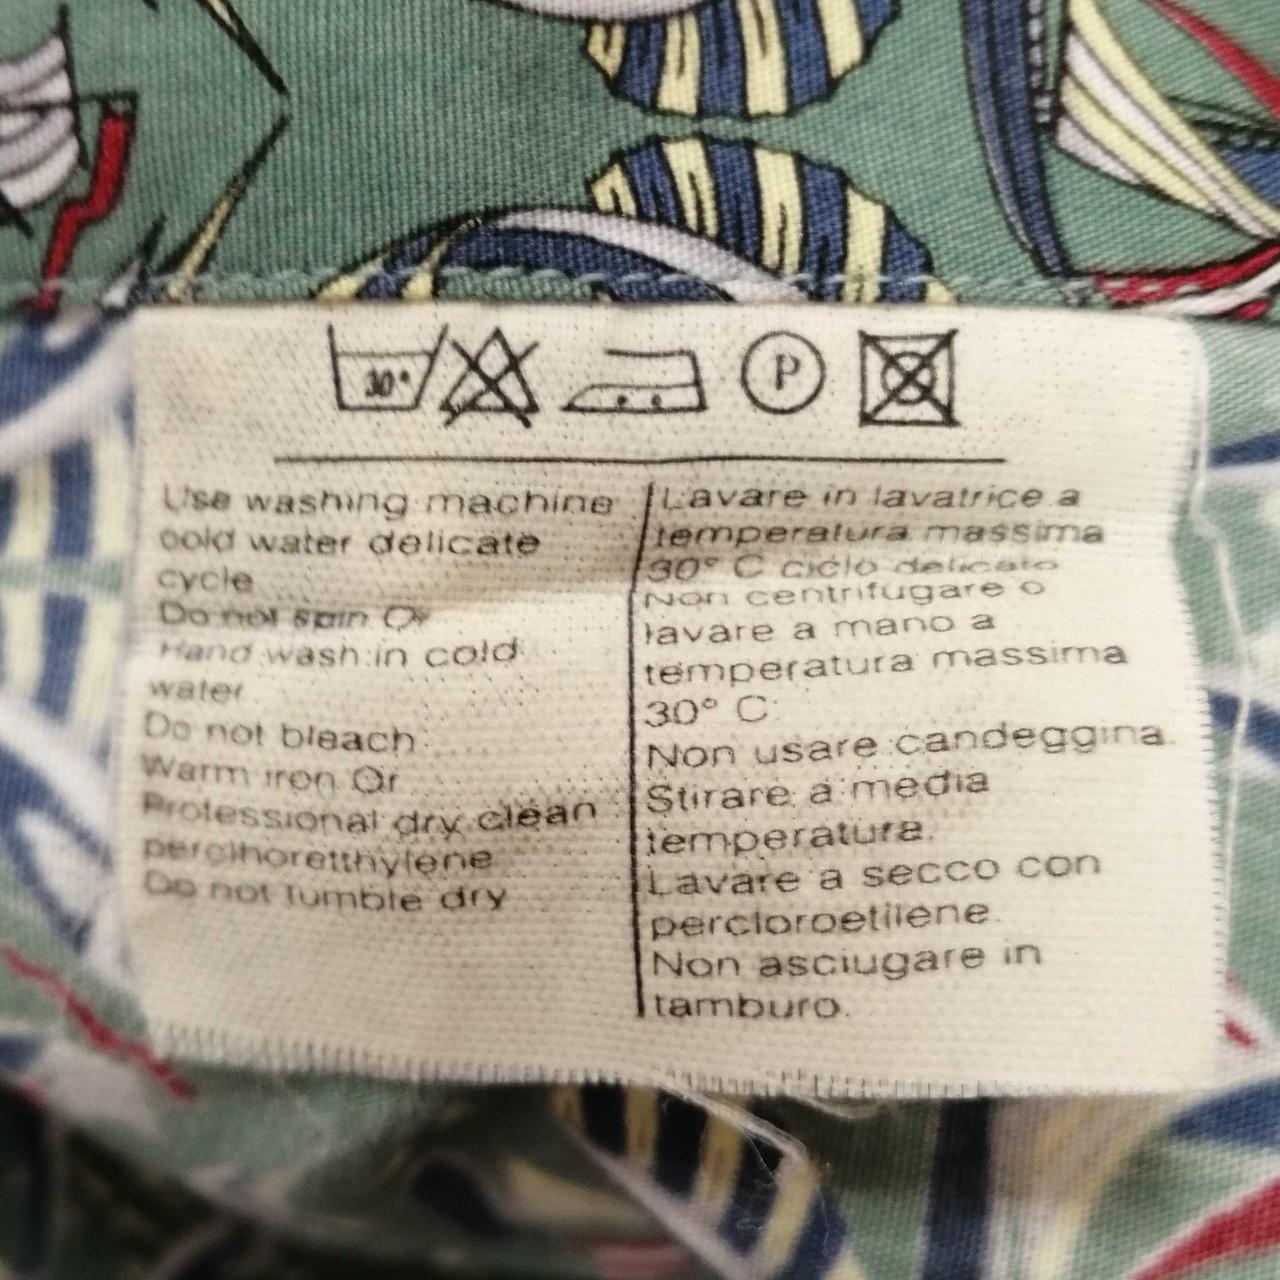 30°
P
Use washing machine
cold water delicate
cycle
Do not spin Or
Hand wash in cold
water
Do not bleach
Warm iron Or
Professional dry clean
perclhoretthylene
Do not tumble dry
Lavare in lavatrice a
temperatura massima
30° C ciclo delicato
Non centrifugare o
lavare a mano a
temperatura massima
30° C.
Non usare candeggina.
Stirare a media
temperatura.
Lavare a secco con
percloroetilene.
Non asciugare in
tamburo.